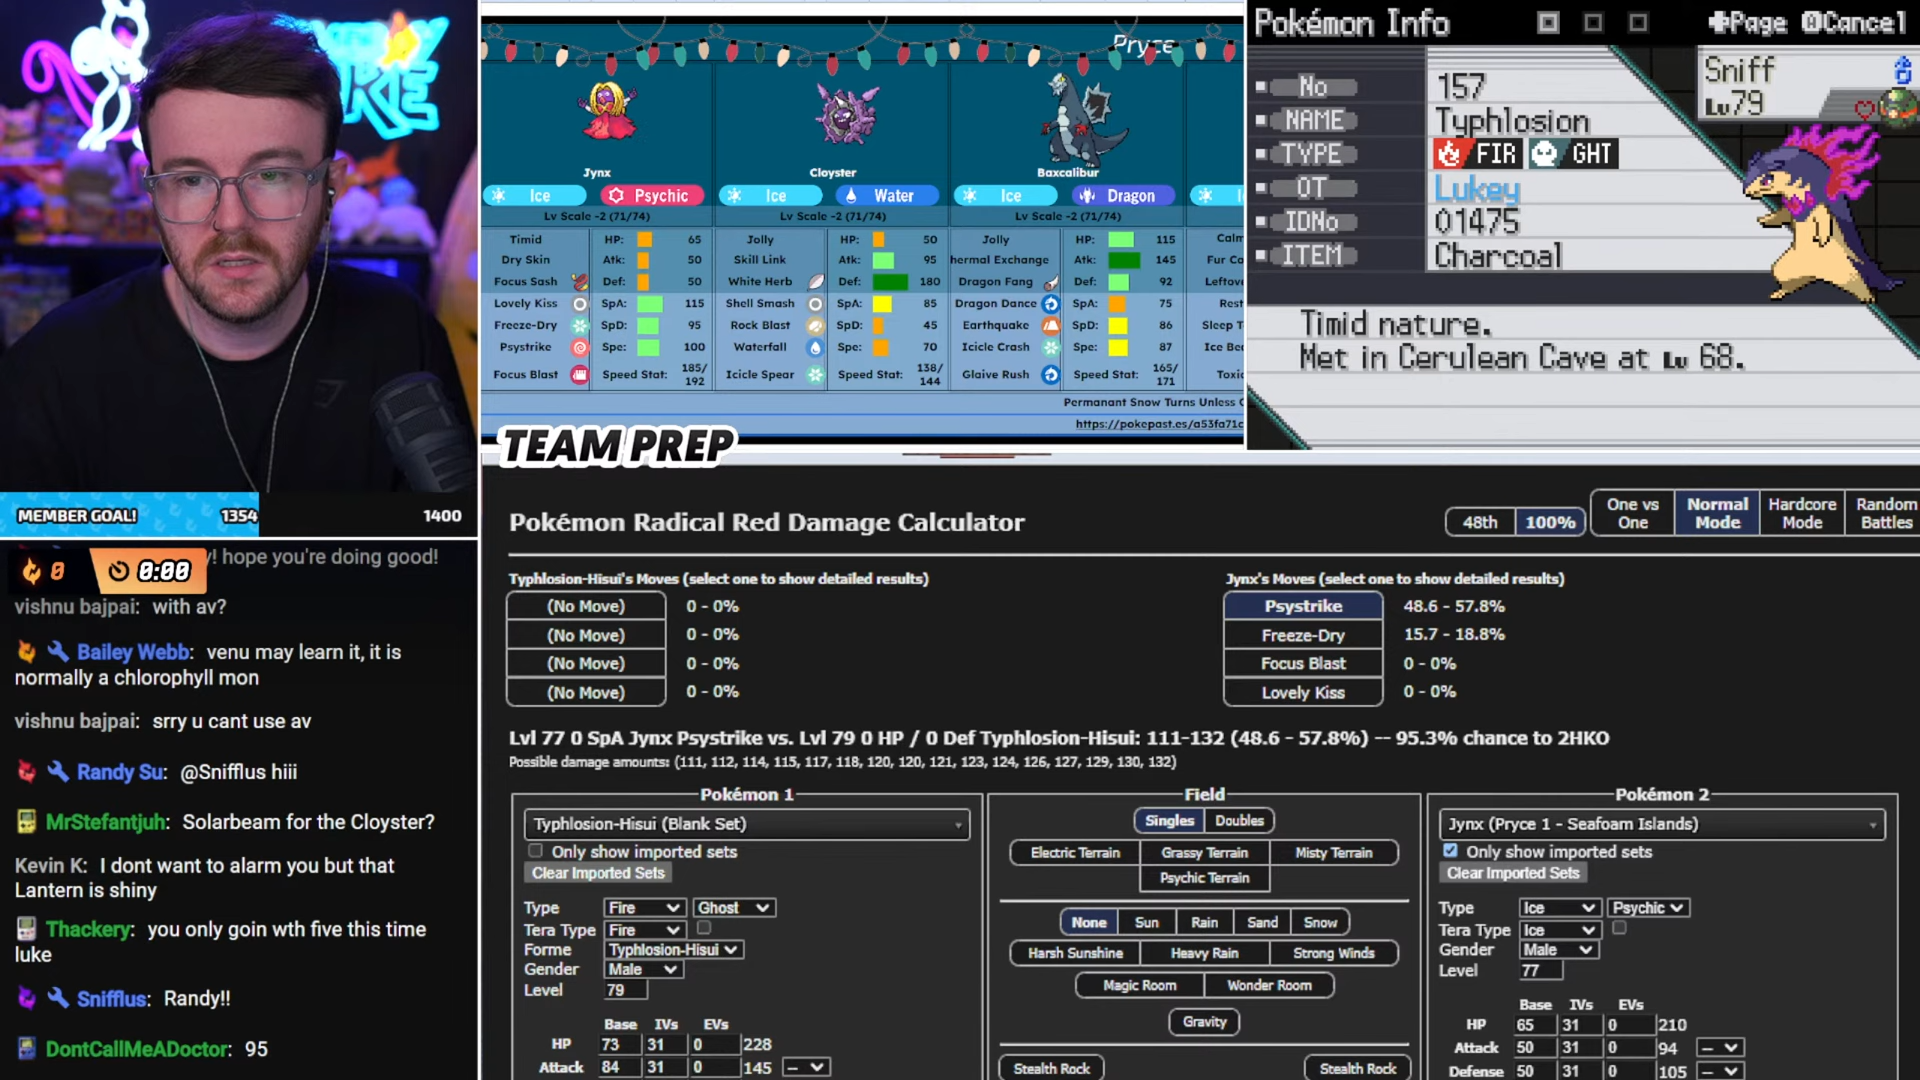 Pryce
Jynx
Cloyster
Baxcalibur
Ice
Psychic
Ice
Water
Ice
Dragon
Lv Scale -2 (71/74)
Lv Scale -2 (71/74)
Lv Scale -2 (71/74)
Timid
HP:
65
Jolly
HP:
50
Jolly
HP:
115
Calm
Dry Skin
Atk:
50
Skill Link
Atk:
95
hermal Exchange
Atk:
145
Fur Co
Focus Sash
Def:
50
White Herb
Def:
180
Dragon Fang
Def:
92
Leftov
Lovely Kiss
SpA:
115
Shell Smash
SpA:
85
Dragon Dance
SpA:
75
Rest
Freeze-Dry
SpD:
95
Rock Blast
SpD:
45
Earthquake
SpD:
86
Sleep T
Psystrike
Spe:
100
Waterfall
Spe:
70
Icicle Crash
Spe:
87
Ice Be
Focus Blast
Speed Stat:
185/
192
Icicle Spear
Speed Stat:
138/
144
Glaive Rush
Speed Stat:
165/
171
Toxi
Permanant Snow Turns Unless C
https://pokepast.es/a53fa71c
TEAM PREP
Pokémon Info
Page
Cancel
Sniff
Lv79
No
157
NAME
Typhlosion
TYPE
FIR
GHT
OT
Lukey
IDNo
01475
ITEM
Charcoal
Timid nature.
Met in Cerulean Cave at Lv 68.
MEMBER GOAL!
1354
1400
y! hope you're doing good!
0
0:00
vishnu bajpai: with av?
Bailey Webb: venu may learn it, it is
normally a chlorophyll mon
vishnu bajpai: srry u cant use av
Randy Su: @Snifflus hiii
MrStefantjuh: Solarbeam for the Cloyster?
Kevin K: I dont want to alarm you but that
Lantern is shiny
Thackery: you only goin wth five this time
luke
Snifflus: Randy!!
DontCallMeADoctor: 95
Pokémon Radical Red Damage Calculator
48th
100%
One vs
One
Normal
Mode
Hardcore
Mode
Random
Battles
Typhlosion-Hisui's Moves (select one to show detailed results)
(No Move)
0 - 0%
(No Move)
0 - 0%
(No Move)
0 - 0%
(No Move)
0 - 0%
Jynx's Moves (select one to show detailed results)
Psystrike
48.6 - 57.8%
Freeze-Dry
15.7 - 18.8%
Focus Blast
0 - 0%
Lovely Kiss
0 - 0%
Lvl 77 0 SpA Jynx Psystrike vs. Lvl 79 0 HP / 0 Def Typhlosion-Hisui: 111-132 (48.6 - 57.8%) -- 95.3% chance to 2HKO
Possible damage amounts: (111, 112, 114, 115, 117, 118, 120, 120, 121, 123, 124, 126, 127, 129, 130, 132)
Pokémon 1
Typhlosion-Hisui (Blank Set)
Only show imported sets
Clear Imported Sets
Type
Fire
Ghost
Tera Type
Fire
Forme
Typhlosion-Hisui
Gender
Male
Level
79
Base
IVs
EVs
HP
73
31
0
228
Attack
84
31
0
145
--
Field
Singles
Doubles
Electric Terrain
Grassy Terrain
Misty Terrain
Psychic Terrain
None
Sun
Rain
Sand
Snow
Harsh Sunshine
Heavy Rain
Strong Winds
Magic Room
Wonder Room
Gravity
Stealth Rock
Stealth Rock
Pokémon 2
Jynx (Pryce 1 - Seafoam Islands)
Only show imported sets
Clear Imported Sets
Type
Ice
Psychic
Tera Type
Ice
Gender
Male
Level
77
Base
IVs
EVs
HP
65
31
0
210
Attack
50
31
0
94
--
Defense
50
31
0
105
--